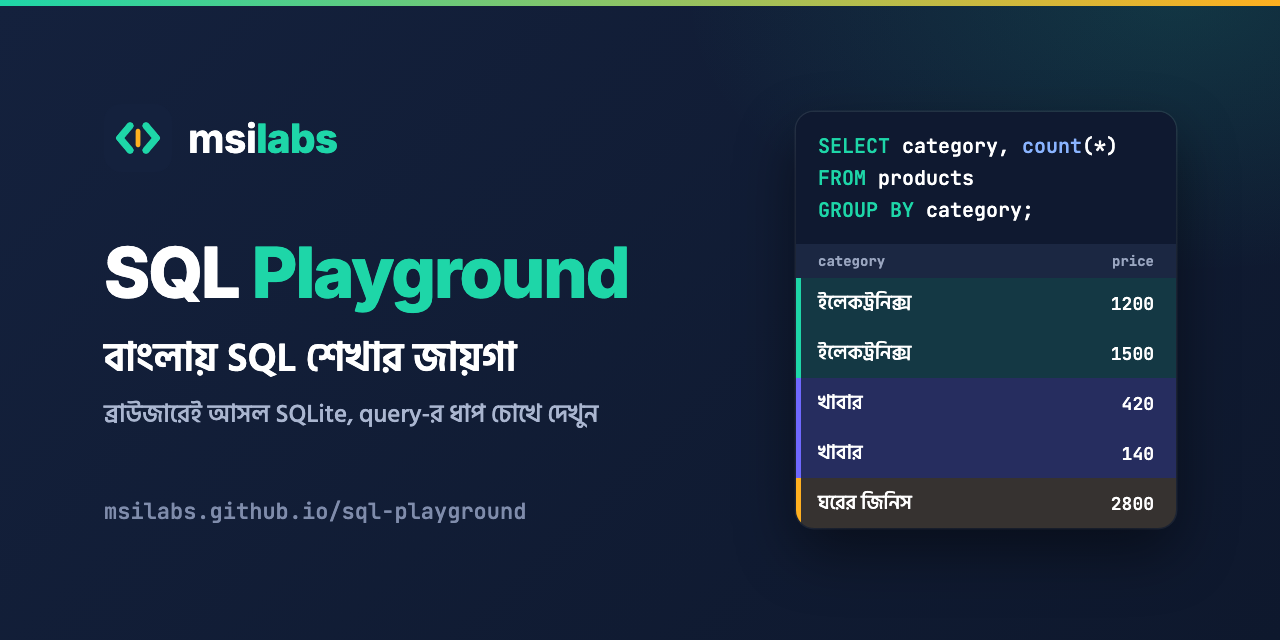 msilabs
SQL Playground
বাংলায় SQL শেখার জায়গা
ব্রাউজারেই আসল SQLite, query-র ধাপ চোখে দেখুন
msilabs.github.io/sql-playground
SELECT category, count(*)
FROM products
GROUP BY category;
category price
ইলেকট্রনিক্স 1200
ইলেকট্রনিক্স 1500
খাবার 420
খাবার 140
ঘরের জিনিস 2800